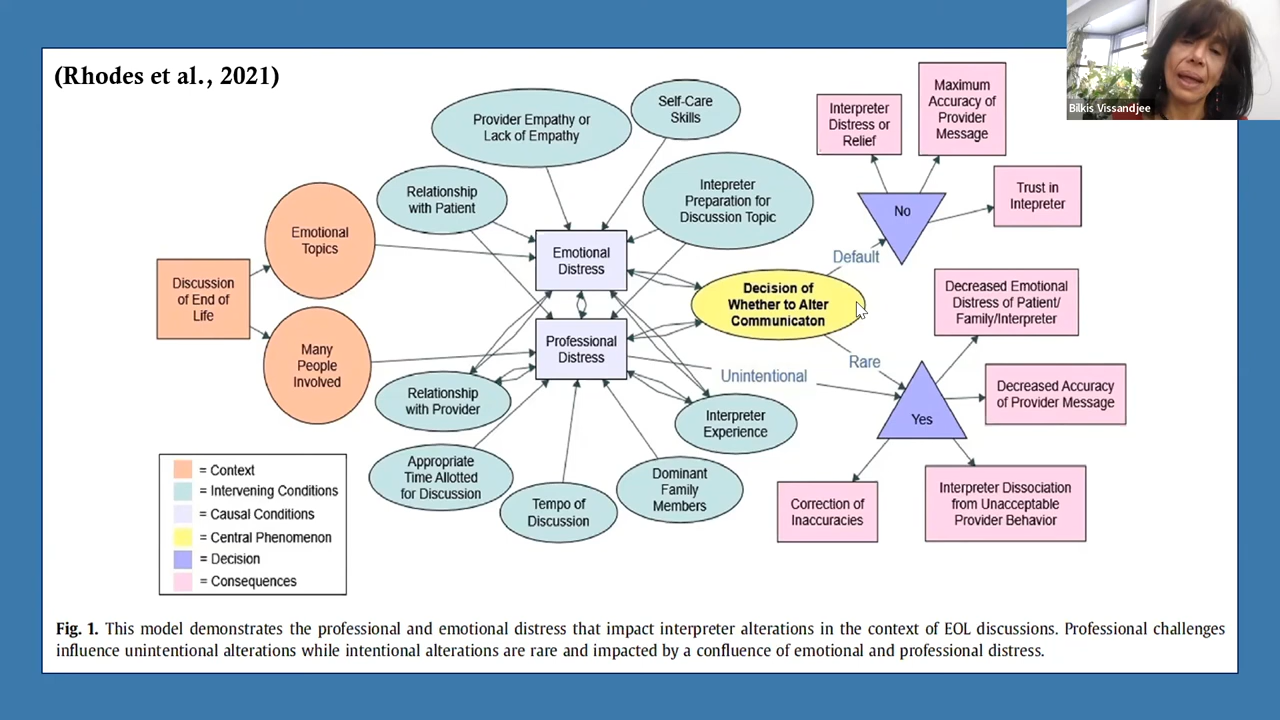 (Rhodes et al., 2021)
Bilkis Vissandjee
Provider Empathy or
Lack of Empathy
Self-Care
Skills
Interpreter
Distress or
Relief
Maximum
Accuracy of
Provider
Message
Relationship
with Patient
Intepreter
Preparation for
Discussion Topic
No
Trust in
Intepreter
Emotional
Topics
Emotional
Distress
Default
Discussion
of End of
Life
Decision of
Whether to Alter
Communicaton
Decreased Emotional
Distress of Patient/
Family/Interpreter
Many
People
Involved
Professional
Distress
Rare
Unintentional
Yes
Decreased Accuracy
of Provider Message
Relationship
with Provider
Interpreter
Experience
Appropriate
Time Allotted
for Discussion
Tempo of
Discussion
Dominant
Family
Members
Correction of
Inaccuracies
Interpreter Dissociation
from Unacceptable
Provider Behavior
= Context
= Intervening Conditions
= Causal Conditions
= Central Phenomenon
= Decision
= Consequences
Fig. 1. This model demonstrates the professional and emotional distress that impact interpreter alterations in the context of EOL discussions. Professional challenges
influence unintentional alterations while intentional alterations are rare and impacted by a confluence of emotional and professional distress.